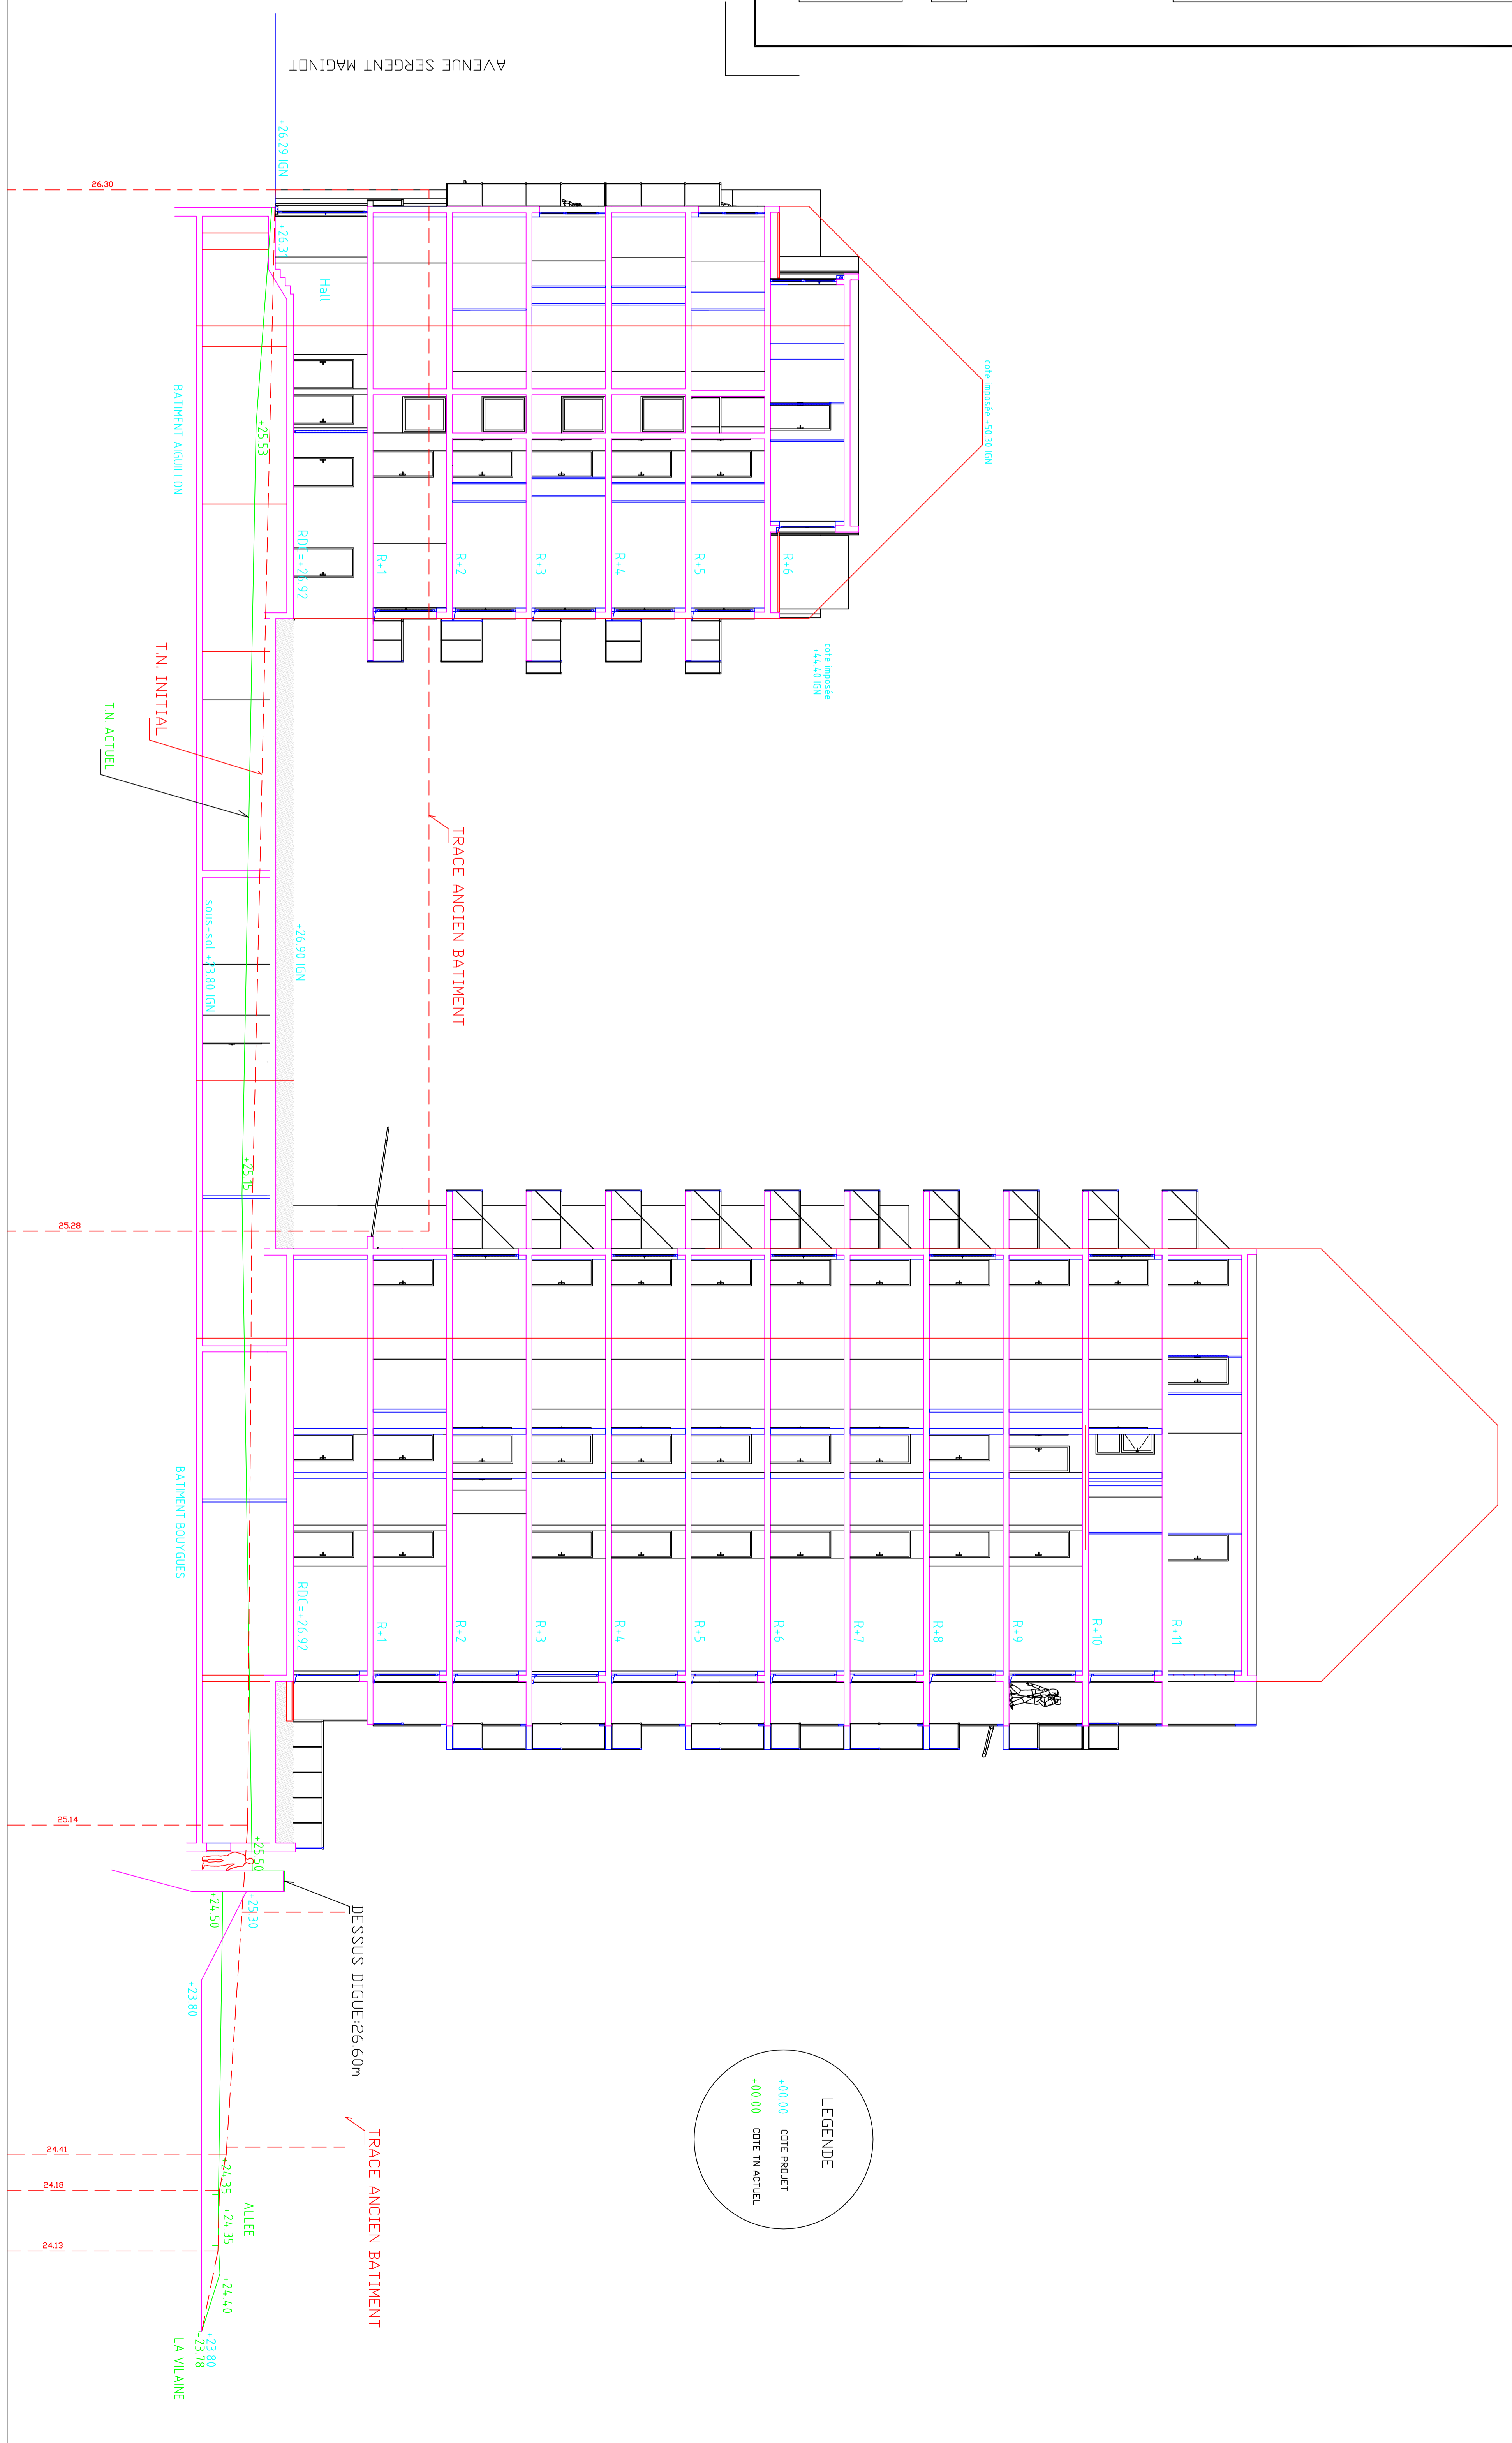 AVENUE SERGENT MAGINOT
+26.29 IGN
26.30
+26.31
Hall
cote imposée +50.30 IGN
BATIMENT AIGUILLON
+25.53
RDC=+26.92
R+1
R+2
R+3
R+4
R+5
R+6
cote imposée
+44.48 IGN
T.N. INITIAL
T.N. ACTUEL
TRACE ANCIEN BATIMENT
sous-sol +23.80 IGN
+26.90 IGN
+25.15
25.28
BATIMENT BOUYGUES
RDC=+26.92
R+1
R+2
R+3
R+4
R+5
R+6
R+7
R+8
R+9
R+10
R+11
25.14
+25.50
+25.30
+24.50
+23.80
DESSUS DIGUE:26.60m
TRACE ANCIEN BATIMENT
LEGENDE
+00.00 COTE PROJET
+00.00 COTE TN ACTUEL
24.41
24.18
24.13
+24.35
+24.35
ALLEE
+24.40
+23.80
+23.78
LA VILAINE